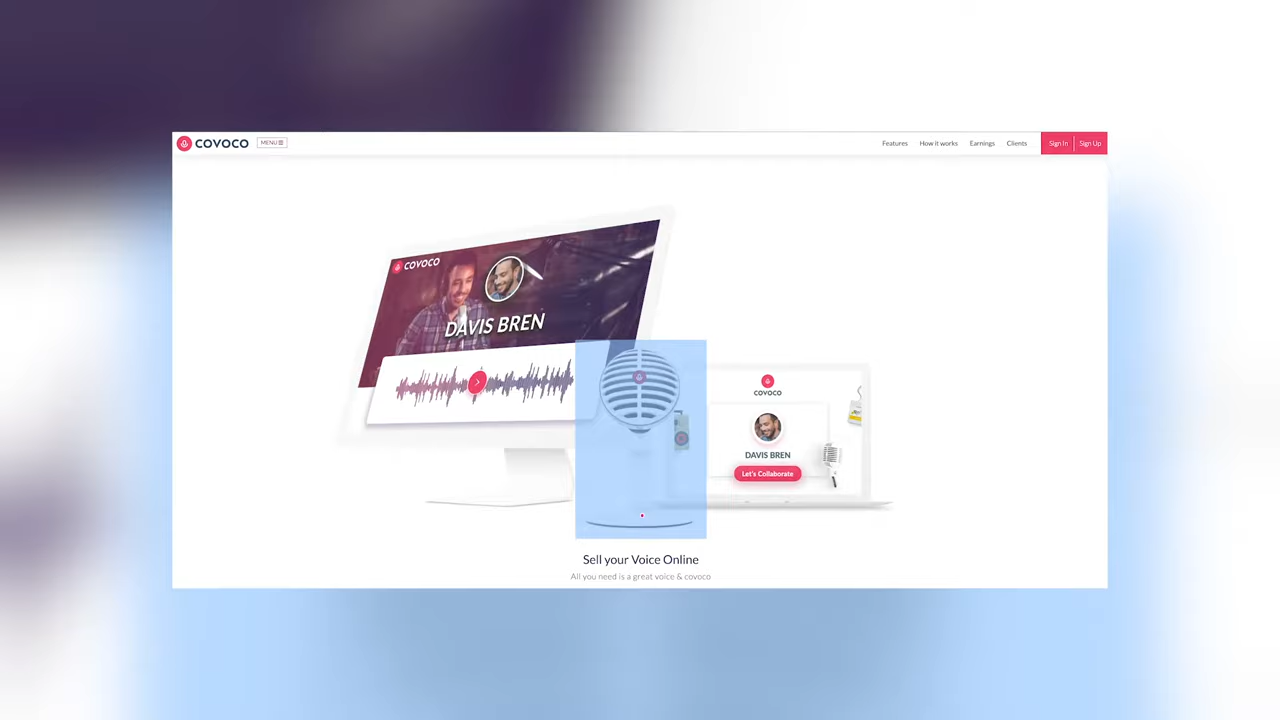 COVOCO
MENU
Features
How it works
Earnings
Clients
Sign In
Sign Up
COVOCO
DAVIS BREN
COVOCO
DAVIS BREN
Let's Collaborate
Sell your Voice Online
All you need is a great voice & covoco